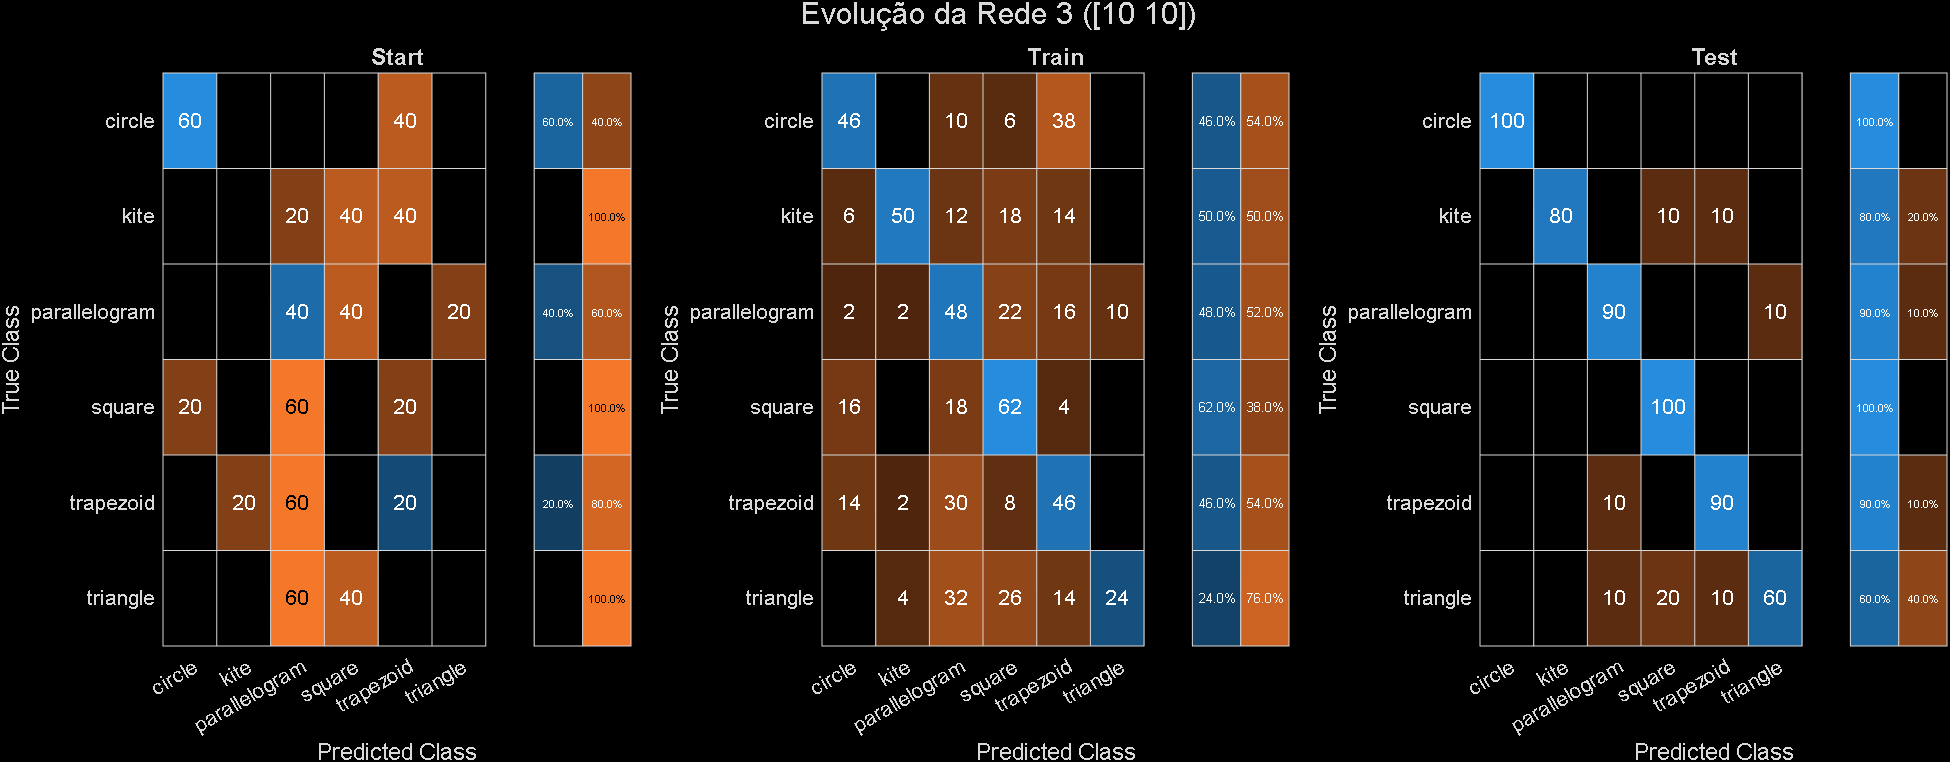 Evolução da Rede 3 ([10 10])
Start
True Class
circle 60 40 60.0% 40.0%
kite 20 40 40 100.0%
parallelogram 40 40 20 40.0% 60.0%
square 20 60 20 100.0%
trapezoid 20 60 20 20.0% 80.0%
triangle 60 40 100.0%
circle kite parallelogram square trapezoid triangle
Predicted Class
Train
True Class
circle 46 10 6 38 46.0% 54.0%
kite 6 50 12 18 14 50.0% 50.0%
parallelogram 2 2 48 22 16 10 48.0% 52.0%
square 16 18 62 4 62.0% 38.0%
trapezoid 14 2 30 8 46 46.0% 54.0%
triangle 4 32 26 14 24 24.0% 76.0%
circle kite parallelogram square trapezoid triangle
Predicted Class
Test
True Class
circle 100 100.0%
kite 80 10 10 80.0% 20.0%
parallelogram 90 10 90.0% 10.0%
square 100 100.0%
trapezoid 10 90 90.0% 10.0%
triangle 10 20 10 60 60.0% 40.0%
circle kite parallelogram square trapezoid triangle
Predicted Class